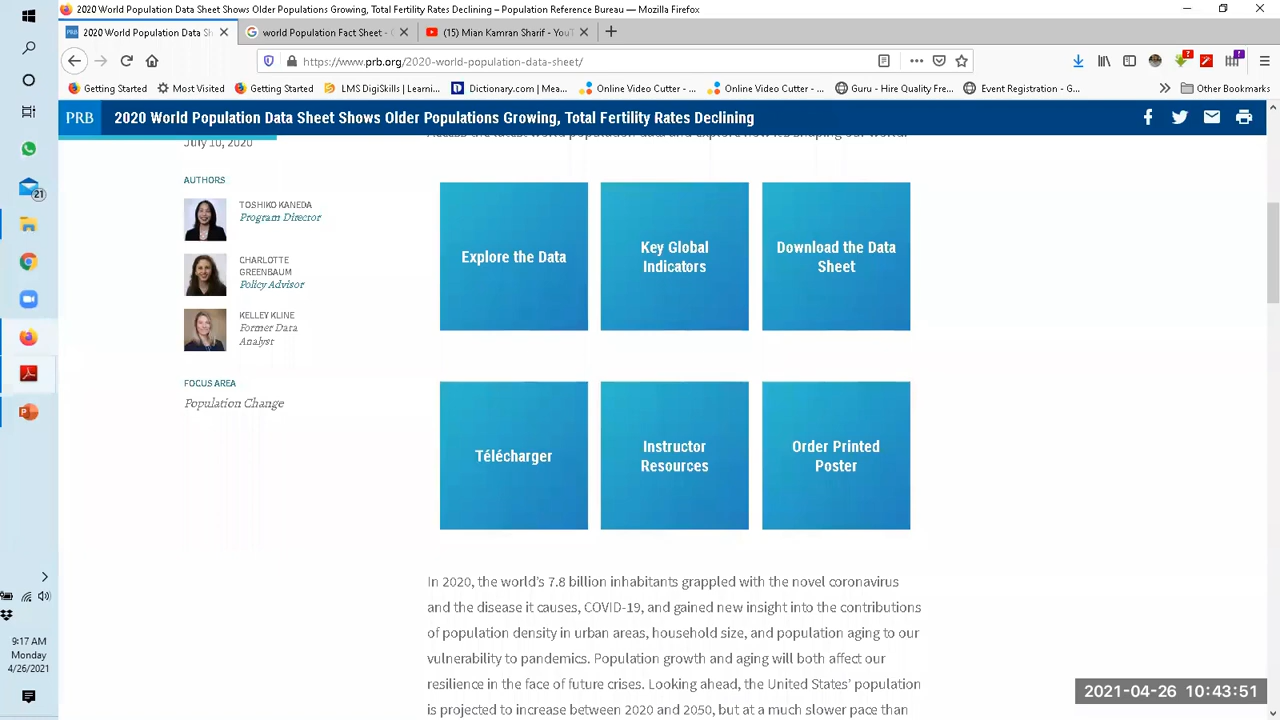 2020 World Population Data Sheet Shows Older Populations Growing, Total Fertility Rates Declining – Population Reference Bureau — Mozilla Firefox
2020 World Population Data Sh
world Population Fact Sheet -
(15) Mian Kamran Sharif - YouT
https://www.prb.org/2020-world-population-data-sheet/
Getting Started
Most Visited
Getting Started
LMS DigiSkills | Learni...
Dictionary.com | Mea...
Online Video Cutter -...
Online Video Cutter -...
Guru - Hire Quality Fre...
Event Registration - G...
Other Bookmarks
PRB
2020 World Population Data Sheet Shows Older Populations Growing, Total Fertility Rates Declining
July 10, 2020
AUTHORS
TOSHIKO KANEDA
Program Director
CHARLOTTE
GREENBAUM
Policy Advisor
KELLEY KLINE
Former Data
Analyst
FOCUS AREA
Population Change
Explore the Data
Key Global
Indicators
Download the Data
Sheet
Télécharger
Instructor
Resources
Order Printed
Poster
In 2020, the world's 7.8 billion inhabitants grappled with the novel coronavirus
and the disease it causes, COVID-19, and gained new insight into the contributions
of population density in urban areas, household size, and population aging to our
vulnerability to pandemics. Population growth and aging will both affect our
resilience in the face of future crises. Looking ahead, the United States' population
is projected to increase between 2020 and 2050, but at a much slower pace than
21
9:17 AM
Monday
4/26/2021
2021-04-26 10:43:51